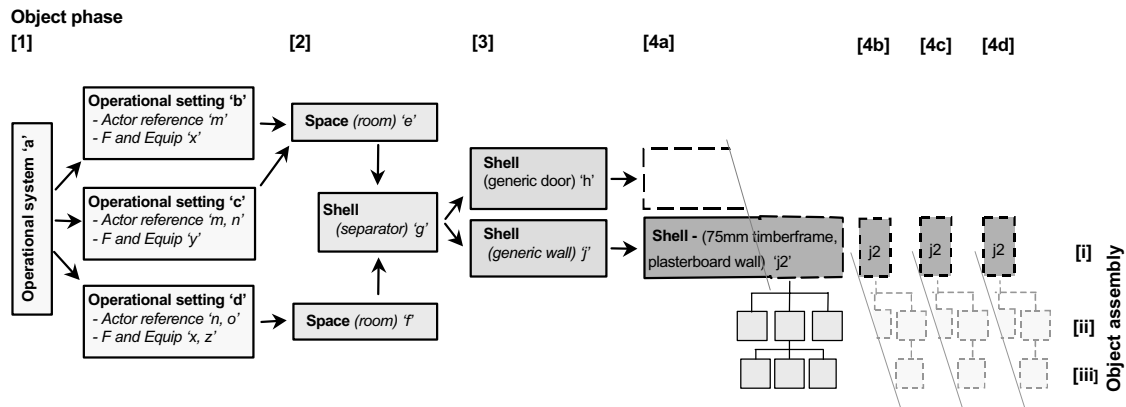 Object phase
[1]
[2]
[3]
[4a]
[4b]
[4c]
[4d]
Operational system ‘a’
Operational setting ‘b’
- Actor reference ‘m’
- F and Equip ‘x’
Operational setting ‘c’
- Actor reference ‘m, n’
- F and Equip ‘y’
Operational setting ‘d’
- Actor reference ‘n, o’
- F and Equip ‘x, z’
Space (room) ‘e’
Shell
(separator) ‘g’
Space (room) ‘f’
Shell
(generic door) ‘h’
Shell
(generic wall) ‘j’
Shell - (75mm timberframe,
plasterboard wall) ‘j2’
j2
j2
j2
[i]
[ii]
[iii]
Object assembly